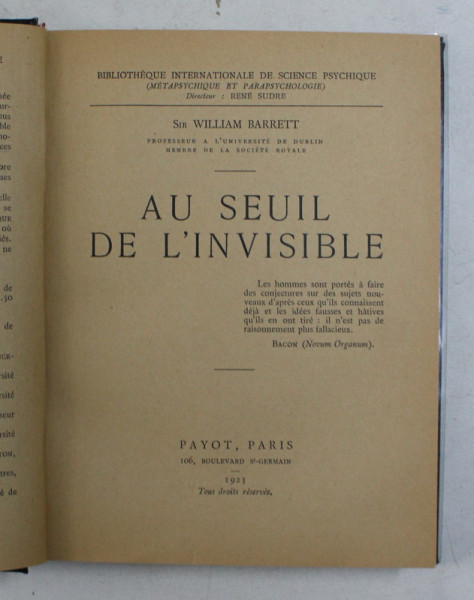 BIBLIOTHÈQUE INTERNATIONALE DE SCIENCE PSYCHIQUE
(MÉTAPSYCHIQUE ET PARAPSYCHOLOGIE)
Directeur : RENÉ SUDRE
SIR WILLIAM BARRETT
PROFESSEUR A L'UNIVERSITÉ DE DUBLIN
MEMBRE DE LA SOCIÉTÉ ROYALE
AU SEUIL
DE L'INVISIBLE
Les hommes sont portés à faire
des conjectures sur des sujets nou-
veaux d'après ceux qu'ils connaissent
déjà et les idées fausses et hâtives
qu'ils en ont tiré : il n'est pas de
raisonnement plus fallacieux.
BACON (Novum Organum).
PAYOT, PARIS
106, BOULEVARD St-GERMAIN
1923
Tous droits réservés.